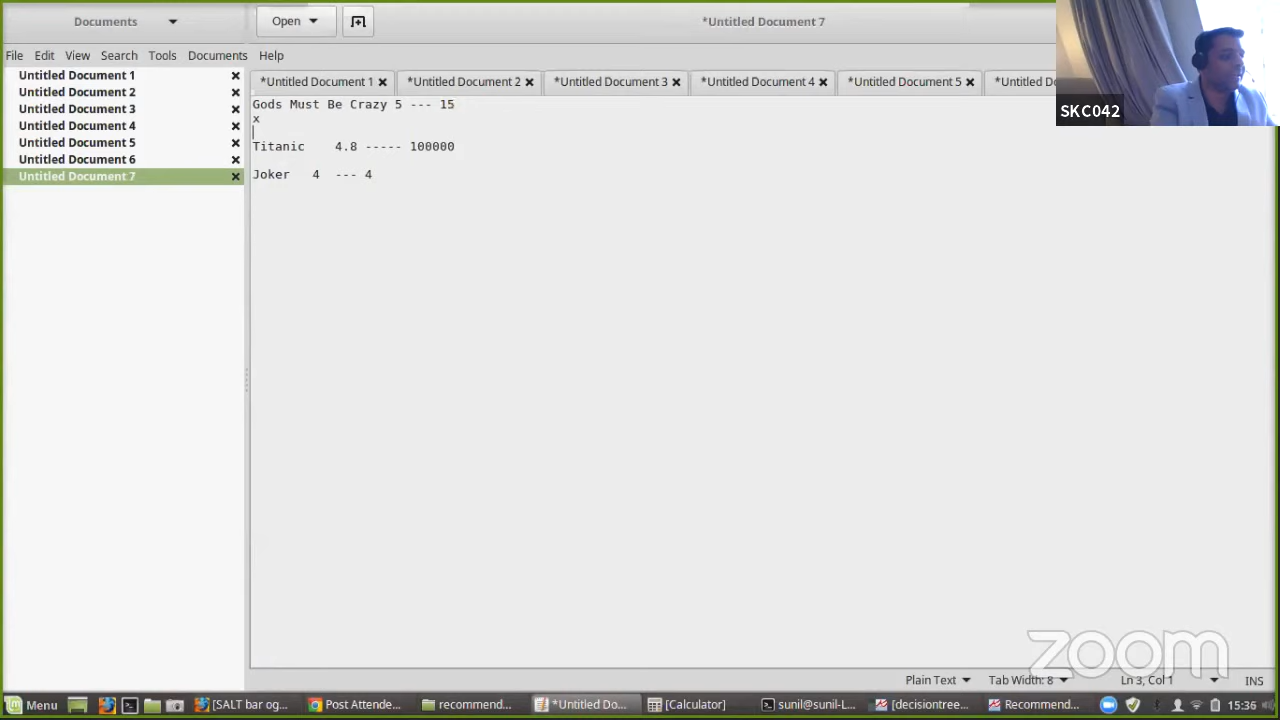 Documents
Open
*Untitled Document 7
File Edit View Search Tools Documents Help
Untitled Document 1
Untitled Document 2
Untitled Document 3
Untitled Document 4
Untitled Document 5
Untitled Document 6
Untitled Document 7
*Untitled Document 1 *Untitled Document 2 *Untitled Document 3 *Untitled Document 4 *Untitled Document 5 *Untitled Do
Gods Must Be Crazy 5 --- 15
x
Titanic 4.8 ----- 100000
Joker 4 --- 4
SKC042
zoom
Plain Text Tab Width: 8 Ln 3, Col 1 INS
Menu [SALT bar og... Post Attende... recommend... *Untitled Do... [Calculator] sunil@sunil-L... [decisiontree... [Recommend... 15:36